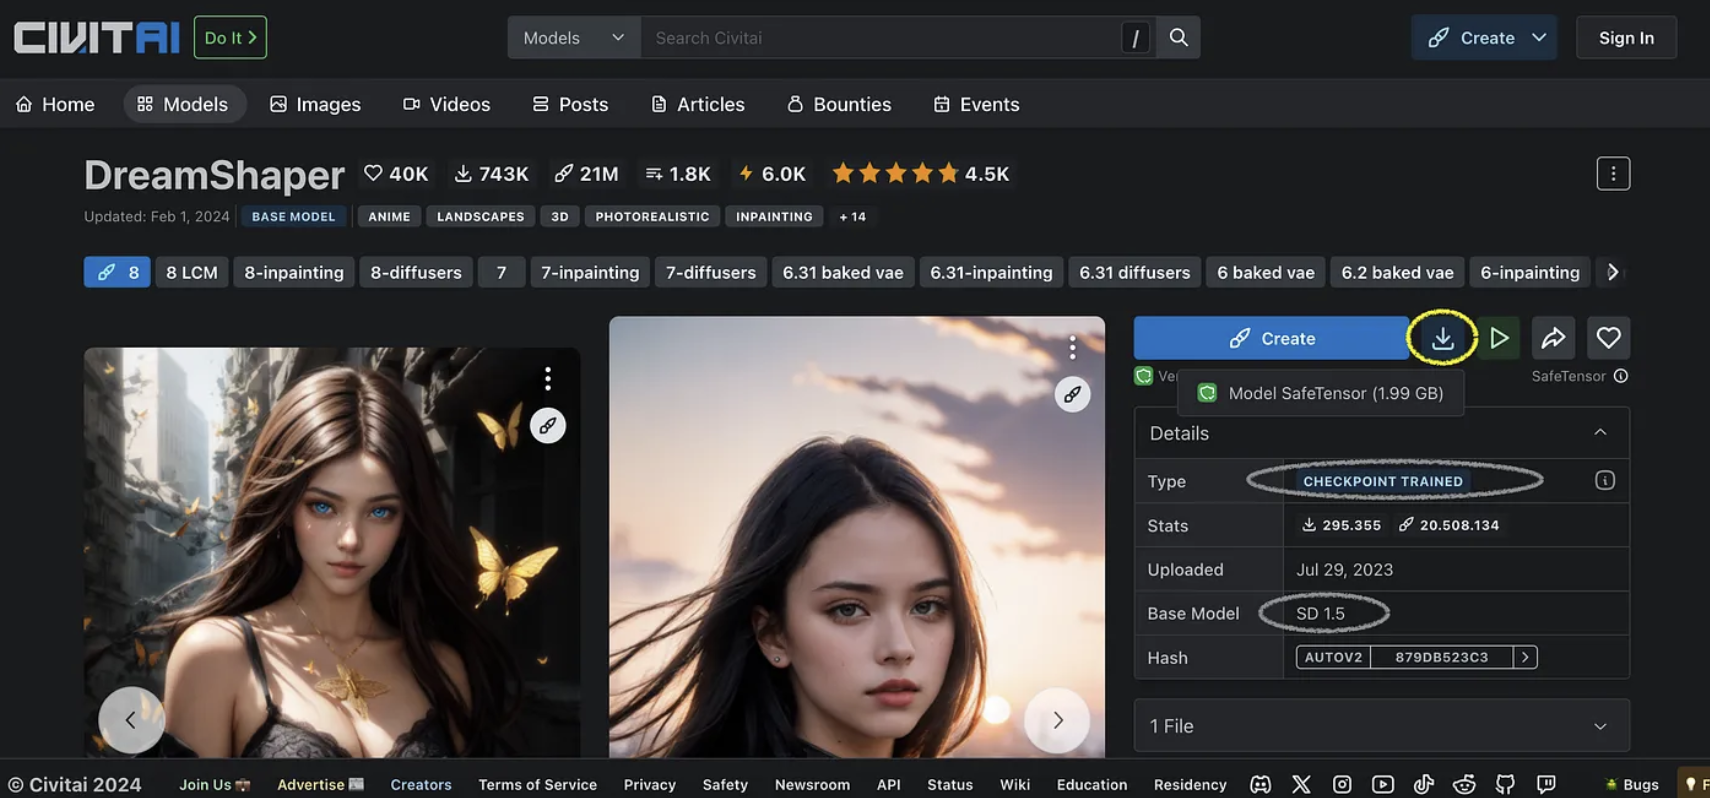 CIVITAI Do It Models Search Civitai / Create Sign In
Home Models Images Videos Posts Articles Bounties Events
DreamShaper 40K 743K 21M 1.8K 6.0K 4.5K
Updated: Feb 1, 2024 BASE MODEL ANIME LANDSCAPES 3D PHOTOREALISTIC INPAINTING + 14
8 8 LCM 8-inpainting 8-diffusers 7 7-inpainting 7-diffusers 6.31 baked vae 6.31-inpainting 6.31 diffusers 6 baked vae 6.2 baked vae 6-inpainting
Create
SafeTensor
Model SafeTensor (1.99 GB)
Details
Type CHECKPOINT TRAINED
Stats 295.355 20.508.134
Uploaded Jul 29, 2023
Base Model SD 1.5
Hash AUTOV2 879DB523C3
1 File
© Civitai 2024 Join Us Advertise Creators Terms of Service Privacy Safety Newsroom API Status Wiki Education Residency Bugs